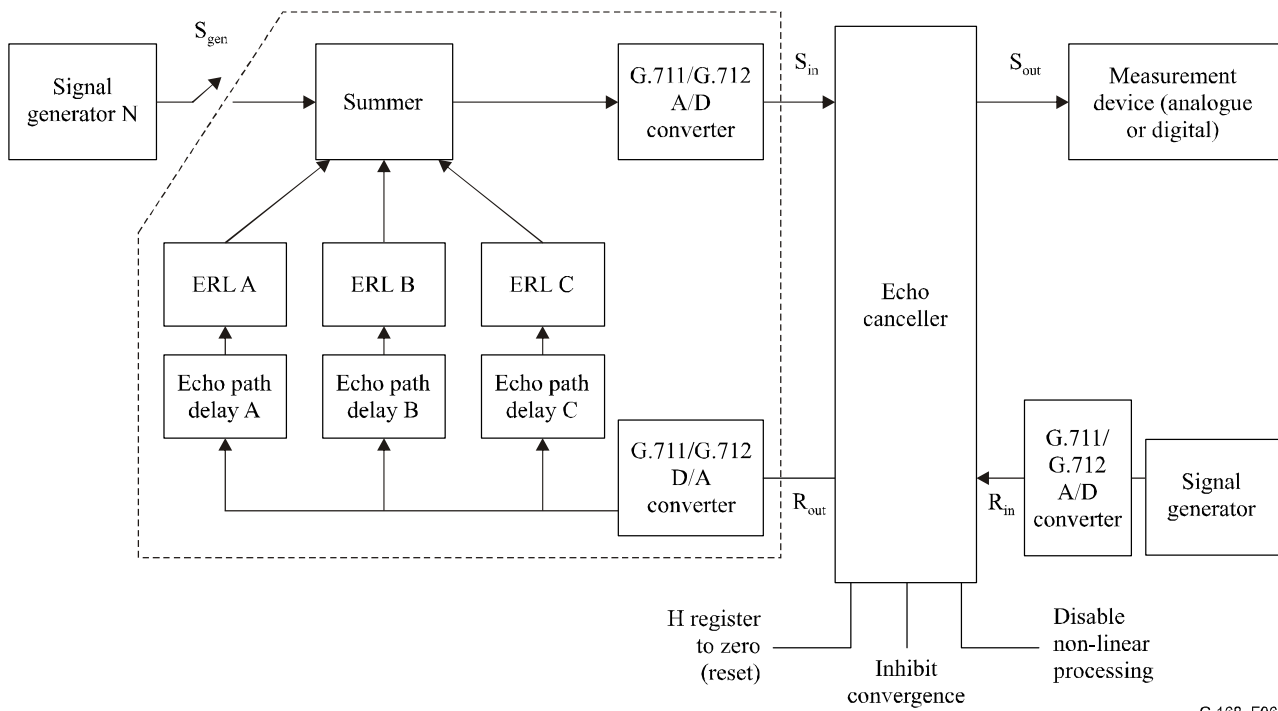 S_gen
Signal
generator N
Summer
G.711/G.712
A/D
converter
S_in
S_out
Measurement
device (analogue
or digital)
ERL A
ERL B
ERL C
Echo
canceller
Echo path
delay A
Echo path
delay B
Echo path
delay C
G.711/G.712
D/A
converter
R_out
R_in
G.711/
G.712
A/D
converter
Signal
generator
H register
to zero
(reset)
Inhibit
convergence
Disable
non-linear
processing